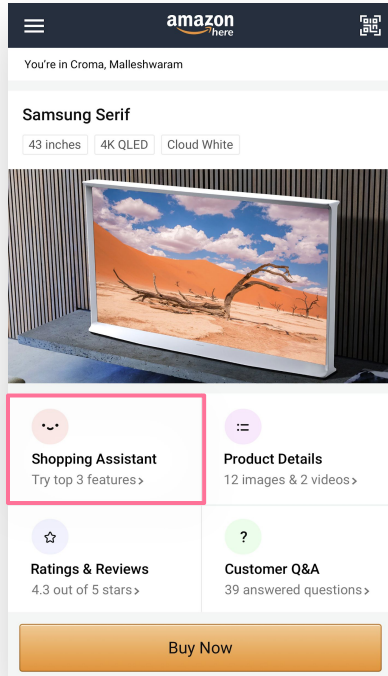 amazon
here
You're in Croma, Malleshwaram
Samsung Serif
43 inches 4K QLED Cloud White
Shopping Assistant
Try top 3 features›
Product Details
12 images & 2 videos›
Ratings & Reviews
4.3 out of 5 stars›
?
Customer Q&A
39 answered questions›
Buy Now